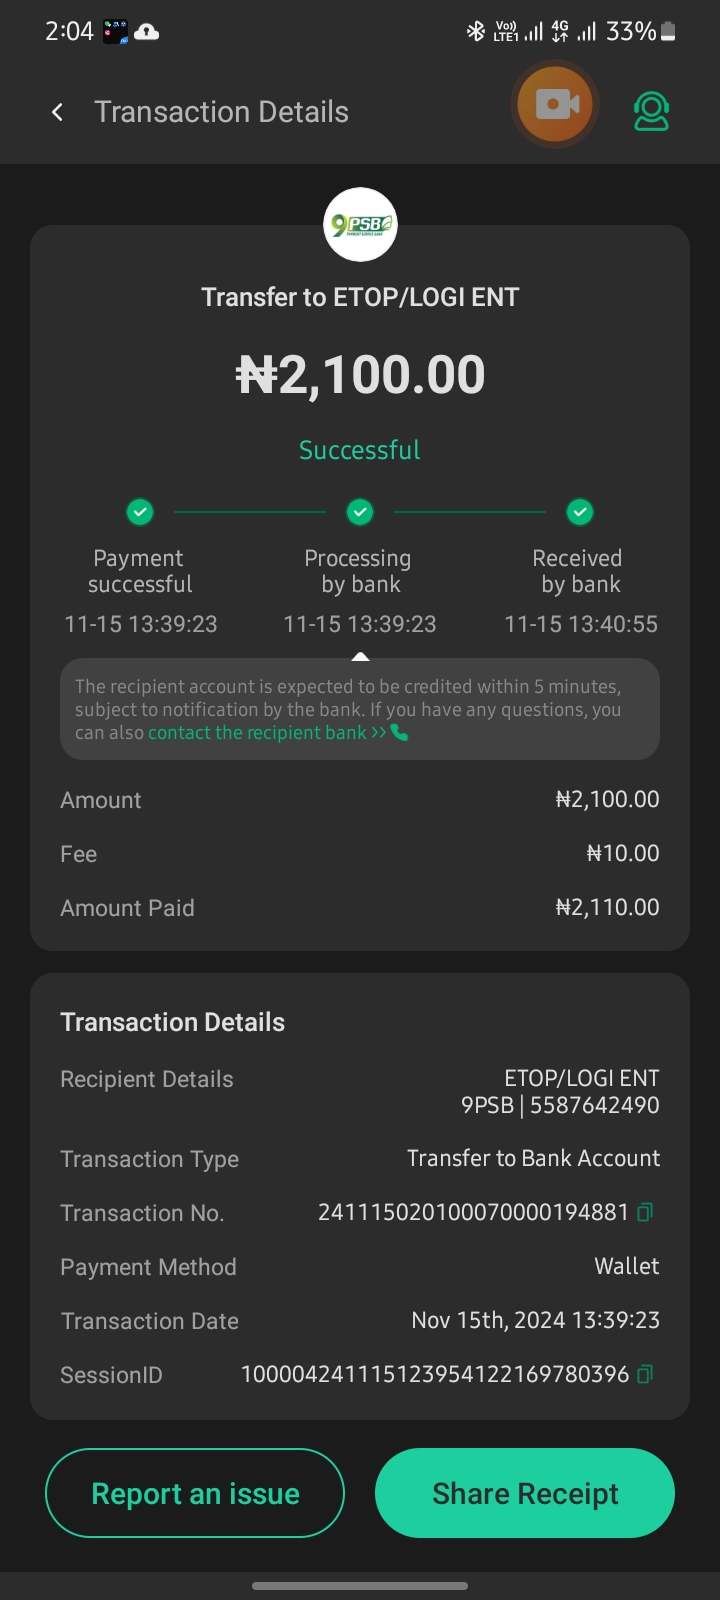 2:04
Vo)) LTE1 4G 33%
Transaction Details
9PSB
PAYMENT SERVICE BANK
Transfer to ETOP/LOGI ENT
₦2,100.00
Successful
Payment successful
Processing by bank
Received by bank
11-15 13:39:23
11-15 13:39:23
11-15 13:40:55
The recipient account is expected to be credited within 5 minutes,
subject to notification by the bank. If you have any questions, you
can also contact the recipient bank >>
Amount ₦2,100.00
Fee ₦10.00
Amount Paid ₦2,110.00
Transaction Details
Recipient Details ETOP/LOGI ENT
9PSB | 5587642490
Transaction Type Transfer to Bank Account
Transaction No. 241115020100070000194881
Payment Method Wallet
Transaction Date Nov 15th, 2024 13:39:23
SessionID 100004241115123954122169780396
Report an issue Share Receipt